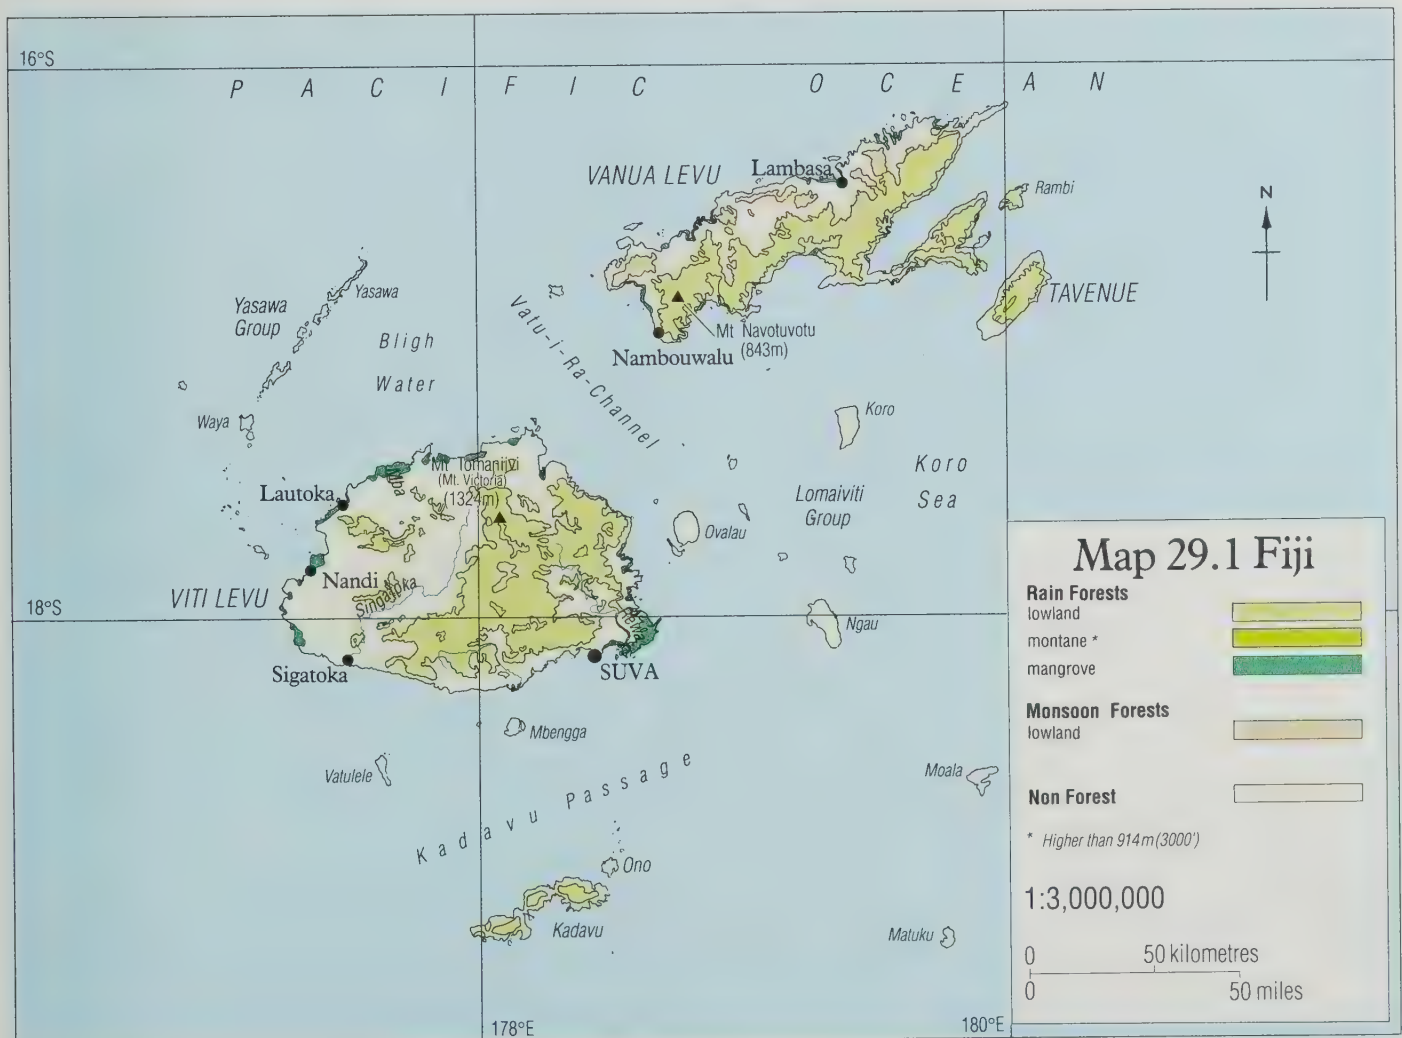 16°S
P A C I F I C O C E A N
VANUA LEVU
Lambasa
Rambi
N
TAVENUE
Yasawa
Group
Yasawa
Bligh
Water
Vatu-i-Ra-Channel
Mt Navotuvotu
(843m)
Nambouwalu
Waya
Koro
Koro
Sea
Mt Tomanijvi
(Mt. Victoria)
(1324m)
Mba
Lautoka
Lomaiviti
Group
Ovalau
Nandi
Singatoka
VITI LEVU
18°S
Rewa
Ngau
Sigatoka
SUVA
Mbengga
Vatulele
Kadavu Passage
Moala
Ono
Kadavu
Matuku
178°E
180°E
Map 29.1 Fiji
Rain Forests
lowland
montane *
mangrove
Monsoon Forests
lowland
Non Forest
* Higher than 914m(3000')
1:3,000,000
0 50 kilometres
0 50 miles